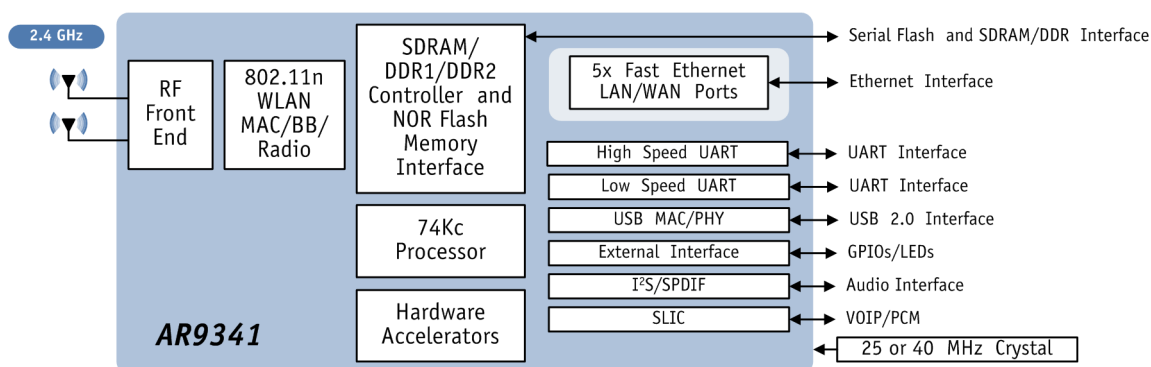 2.4 GHz
RF
Front
End
802.11n
WLAN
MAC/BB/
Radio
SDRAM/
DDR1/DDR2
Controller and
NOR Flash
Memory
Interface
74Kc
Processor
Hardware
Accelerators
AR9341
Serial Flash and SDRAM/DDR Interface
5x Fast Ethernet
LAN/WAN Ports
Ethernet Interface
High Speed UART
UART Interface
Low Speed UART
UART Interface
USB MAC/PHY
USB 2.0 Interface
External Interface
GPIOs/LEDs
I²S/SPDIF
Audio Interface
SLIC
VOIP/PCM
25 or 40 MHz Crystal